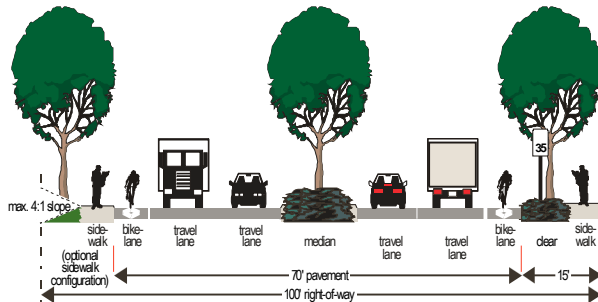 35
max. 4:1 slope
side-
walk
(optional
sidewalk
configuration)
bike-
lane
travel
lane
travel
lane
median
travel
lane
travel
lane
bike-
lane
clear
side-
walk
70' pavement
15'
100' right-of-way